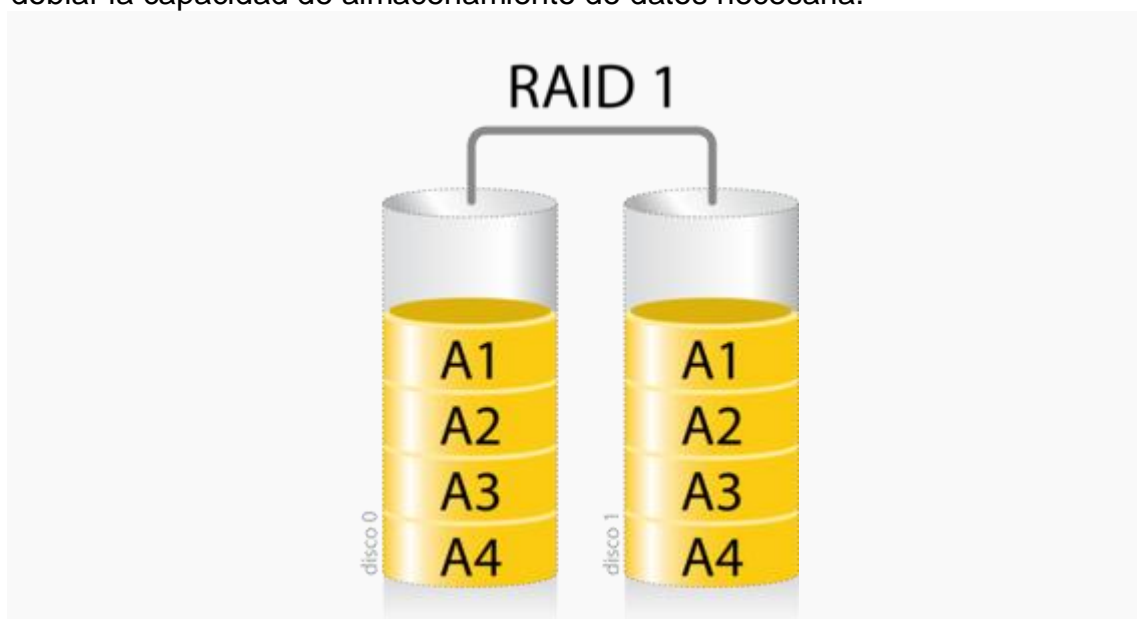 doblar la capacidad de almacenamiento de datos necesaria.
RAID 1
A1
A2
A3
A4
disco 0
A1
A2
A3
A4
disco 1